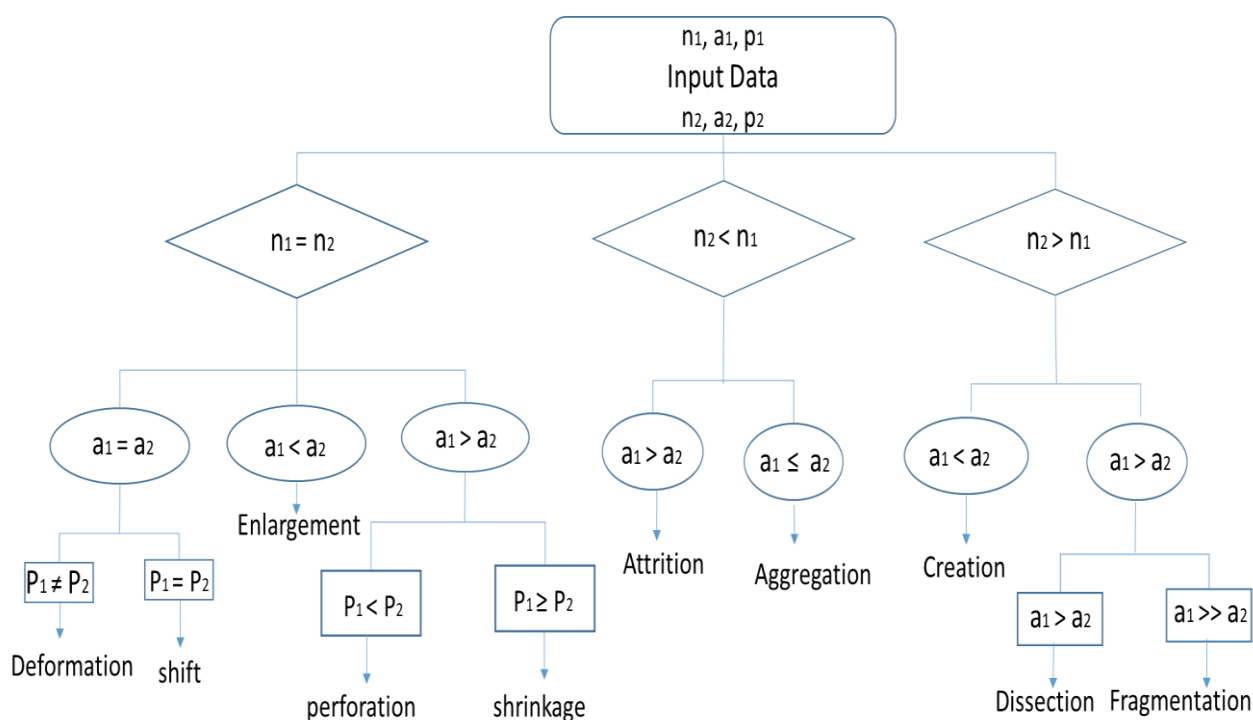 n₁, a₁, p₁
Input Data
n₂, a₂, p₂
n₁ = n₂
n₂ < n₁
n₂ > n₁
a₁ = a₂
a₁ < a₂
a₁ > a₂
a₁ > a₂
a₁ ≤ a₂
a₁ < a₂
a₁ > a₂
Enlargement
Attrition
Aggregation
Creation
P₁ ≠ P₂
P₁ = P₂
P₁ < P₂
P₁ ≥ P₂
a₁ > a₂
a₁ >> a₂
Deformation
shift
perforation
shrinkage
Dissection
Fragmentation